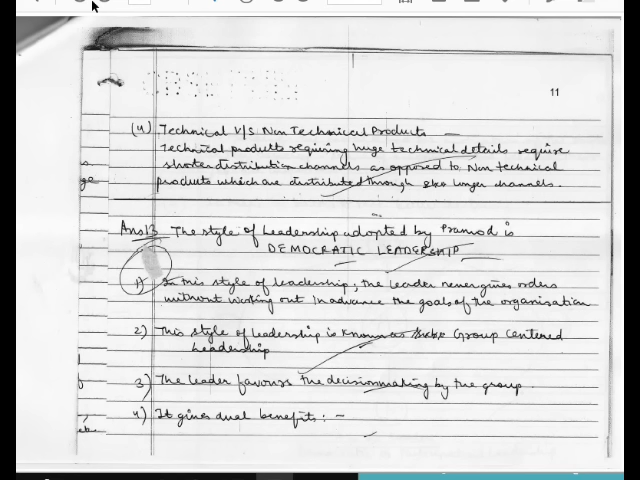 11
(4) Technical V/S Non Technical Products —
Technical products requiring huge technical details require
shorter distribution channels as opposed to Non technical
products which are distributed through longer channels.
Ans13 The style of leadership adopted by Pramod is
DEMOCRATIC LEADERSHIP
1) In this style of leadership, the leader never gives orders
without working out in advance the goals of the organisation
2) This style of leadership is known as Group Centered
Leadership
3) The leader favours the decision making by the group.
4) It gives dual benefits: –